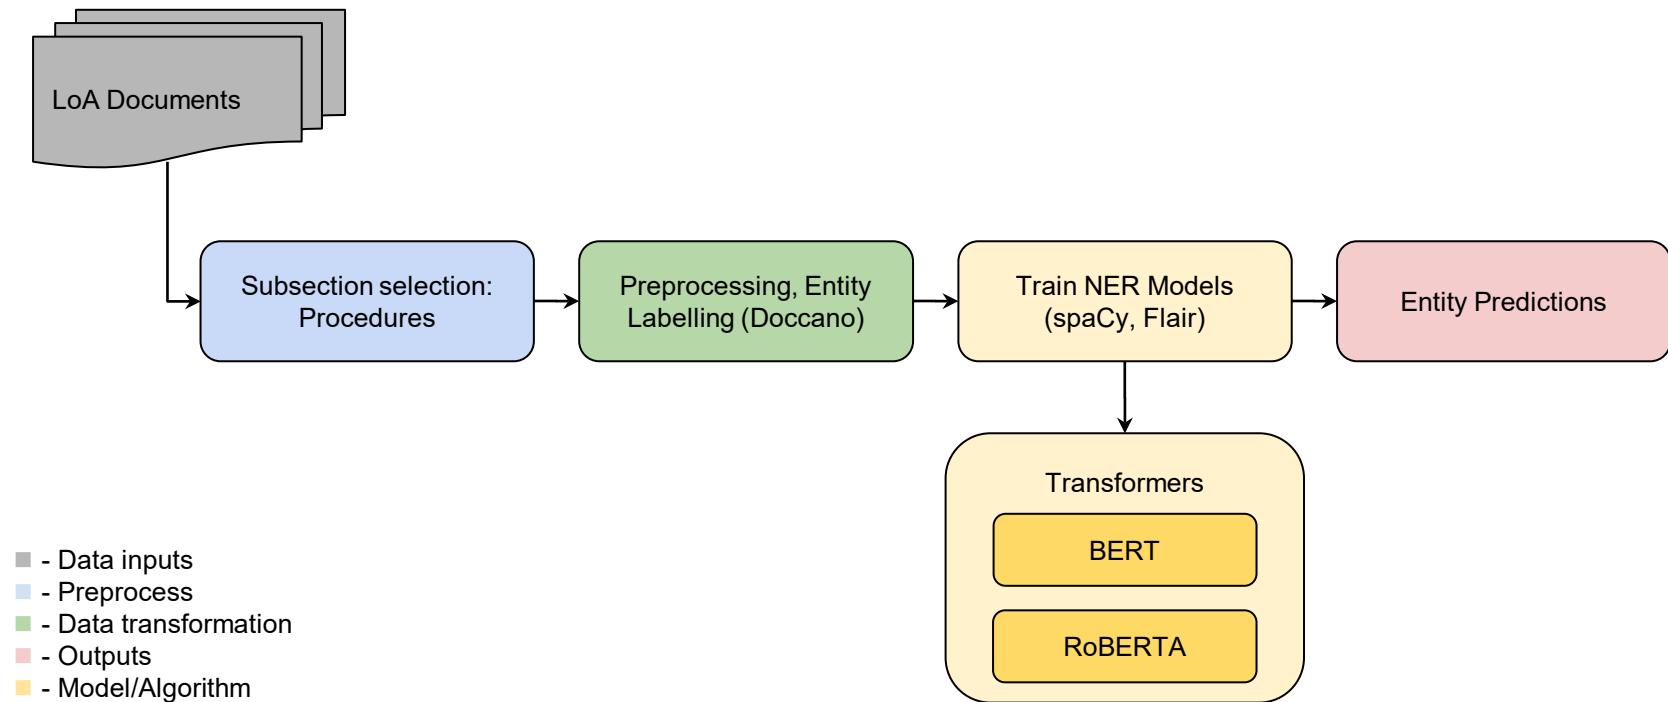 LoA Documents
Subsection selection:
Procedures
Preprocessing, Entity
Labelling (Doccano)
Train NER Models
(spaCy, Flair)
Entity Predictions
Transformers
BERT
RoBERTA
- Data inputs
- Preprocess
- Data transformation
- Outputs
- Model/Algorithm